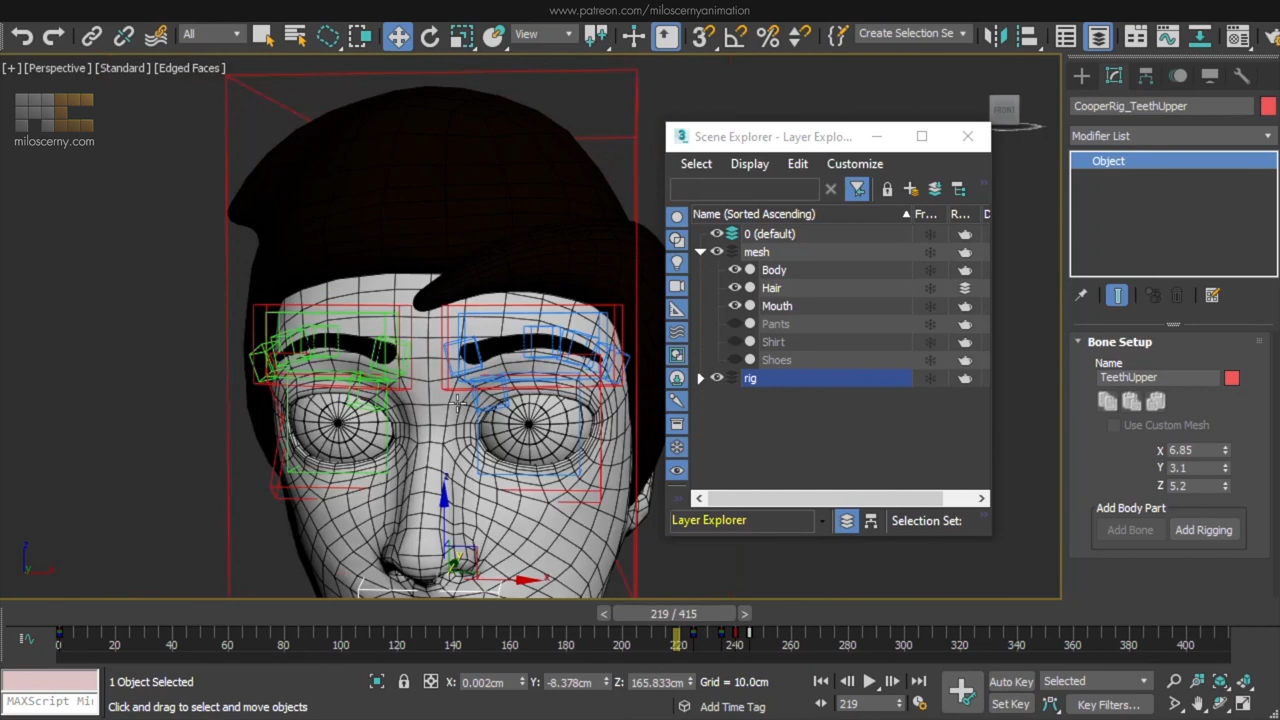 www.patreon.com/miloscernyanimation
All
View
Create Selection Se
[+] [Perspective] [Standard] [Edged Faces]
miloscerny.com
FRONT
CooperRig_TeethUpper
Modifier List
Object
3 Scene Explorer - Layer Explo...
Select Display Edit Customize
Name (Sorted Ascending) Fr... R... D
0 (default)
mesh
Body
Hair
Mouth
Pants
Shirt
Shoes
rig
Layer Explorer
Selection Set:
Bone Setup
Name
TeethUpper
Use Custom Mesh
X 6.85
Y 3.1
Z 5.2
Add Body Part
Add Bone Add Rigging
z
x
y
< 219 / 415 >
0 20 40 60 80 100 120 140 160 180 200 220 240 260 280 300 320 340 360 380 400
1 Object Selected
X: 0.002cm Y: -8.378cm Z: 165.833cm Grid = 10.0cm
Auto Key Selected
MAXScript Mi
Click and drag to select and move objects
Add Time Tag
219
Set Key Key Filters...